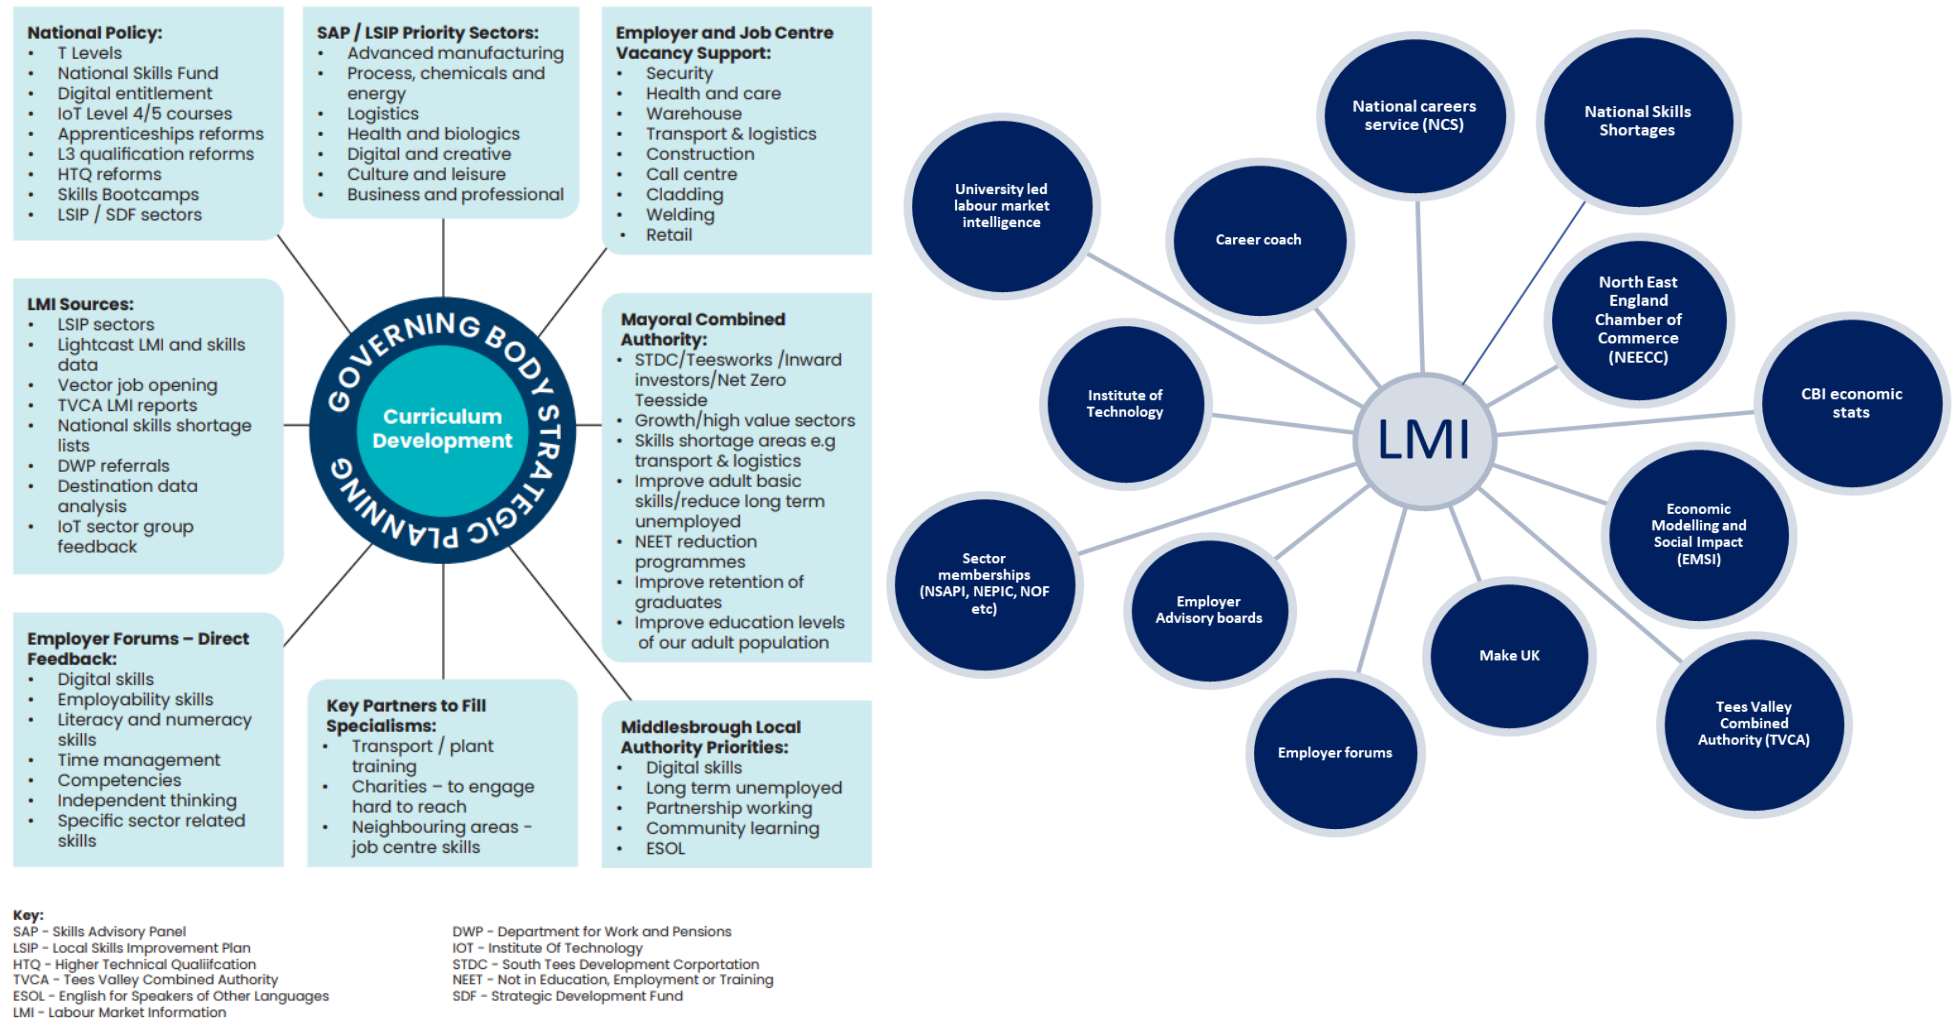 National Policy:
• T Levels
• National Skills Fund
• Digital entitlement
• IoT Level 4/5 courses
• Apprenticeships reforms
• L3 qualification reforms
• HTQ reforms
• Skills Bootcamps
• LSIP / SDF sectors
SAP / LSIP Priority Sectors:
• Advanced manufacturing
• Process, chemicals and
energy
• Logistics
• Health and biologics
• Digital and creative
• Culture and leisure
• Business and professional
Employer and Job Centre
Vacancy Support:
• Security
• Health and care
• Warehouse
• Transport & logistics
• Construction
• Call centre
• Cladding
• Welding
• Retail
LMI Sources:
• LSIP sectors
• Lightcast LMI and skills
data
• Vector job opening
• TVCA LMI reports
• National skills shortage
lists
• DWP referrals
• Destination data
analysis
• IoT sector group
feedback
GOVERNING BODY STRATEGIC PLANNING
Curriculum
Development
Mayoral Combined
Authority:
• STDC/Teesworks /Inward
investors/Net Zero
Teesside
• Growth/high value sectors
• Skills shortage areas e.g
transport & logistics
• Improve adult basic
skills/reduce long term
unemployed
• NEET reduction
programmes
• Improve retention of
graduates
• Improve education levels
of our adult population
Employer Forums – Direct
Feedback:
• Digital skills
• Employability skills
• Literacy and numeracy
skills
• Time management
• Competencies
• Independent thinking
• Specific sector related
skills
Key Partners to Fill
Specialisms:
• Transport / plant
training
• Charities – to engage
hard to reach
• Neighbouring areas -
job centre skills
Middlesbrough Local
Authority Priorities:
• Digital skills
• Long term unemployed
• Partnership working
• Community learning
• ESOL
Key:
SAP - Skills Advisory Panel
LSIP - Local Skills Improvement Plan
HTQ - Higher Technical Qualiifcation
TVCA - Tees Valley Combined Authority
ESOL - English for Speakers of Other Languages
LMI - Labour Market Information
DWP - Department for Work and Pensions
IOT - Institute Of Technology
STDC - South Tees Development Corportation
NEET - Not in Education, Employment or Training
SDF - Strategic Development Fund
University led
labour market
intelligence
Career coach
National careers
service (NCS)
National Skills
Shortages
North East
England
Chamber of
Commerce
(NEECC)
Institute of
Technology
CBI economic
stats
LMI
Economic
Modelling and
Social Impact
(EMSI)
Sector
memberships
(NSAPI, NEPIC, NOF
etc)
Employer
Advisory boards
Make UK
Employer forums
Tees Valley
Combined
Authority (TVCA)